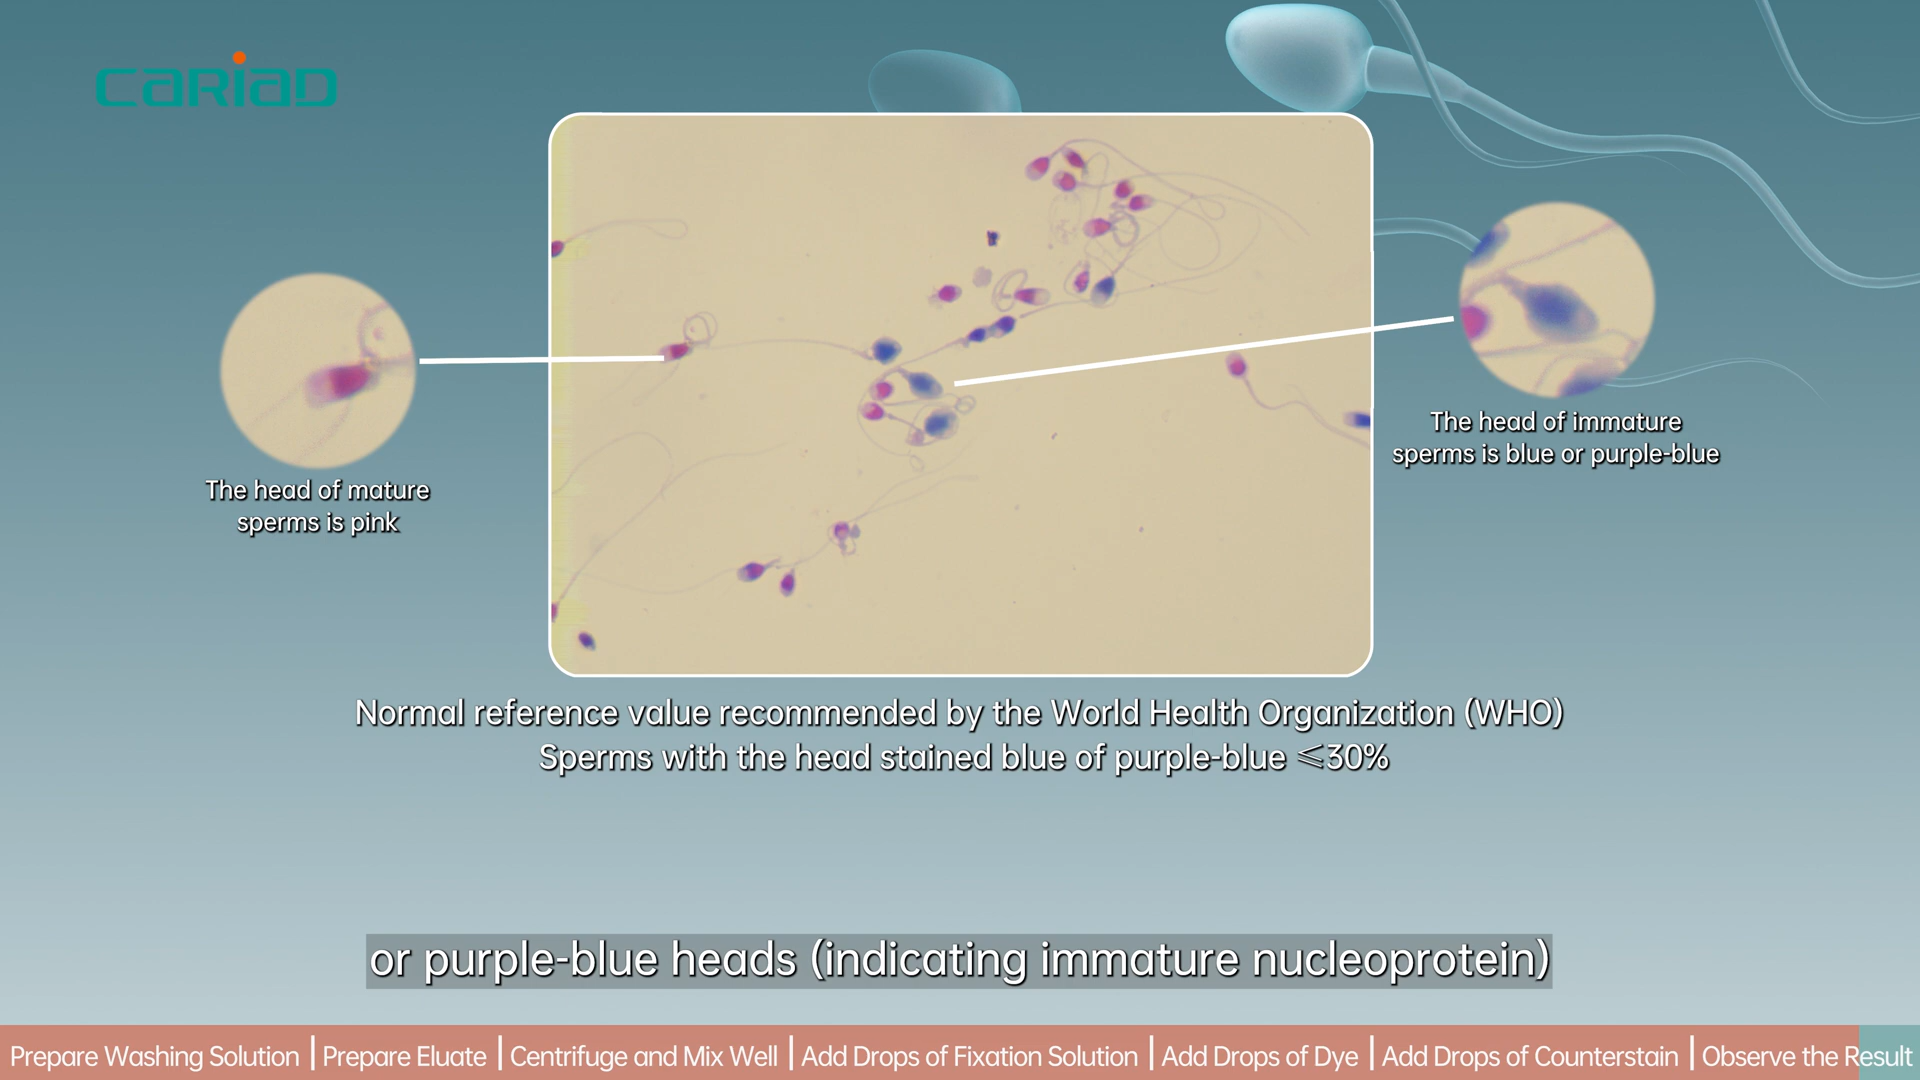 CARIAD
The head of mature
sperms is pink
The head of immature
sperms is blue or purple-blue
Normal reference value recommended by the World Health Organization (WHO)
Sperms with the head stained blue of purple-blue ⩽30%
or purple-blue heads (indicating immature nucleoprotein)
Prepare Washing Solution | Prepare Eluate | Centrifuge and Mix Well | Add Drops of Fixation Solution | Add Drops of Dye | Add Drops of Counterstain | Observe the Result